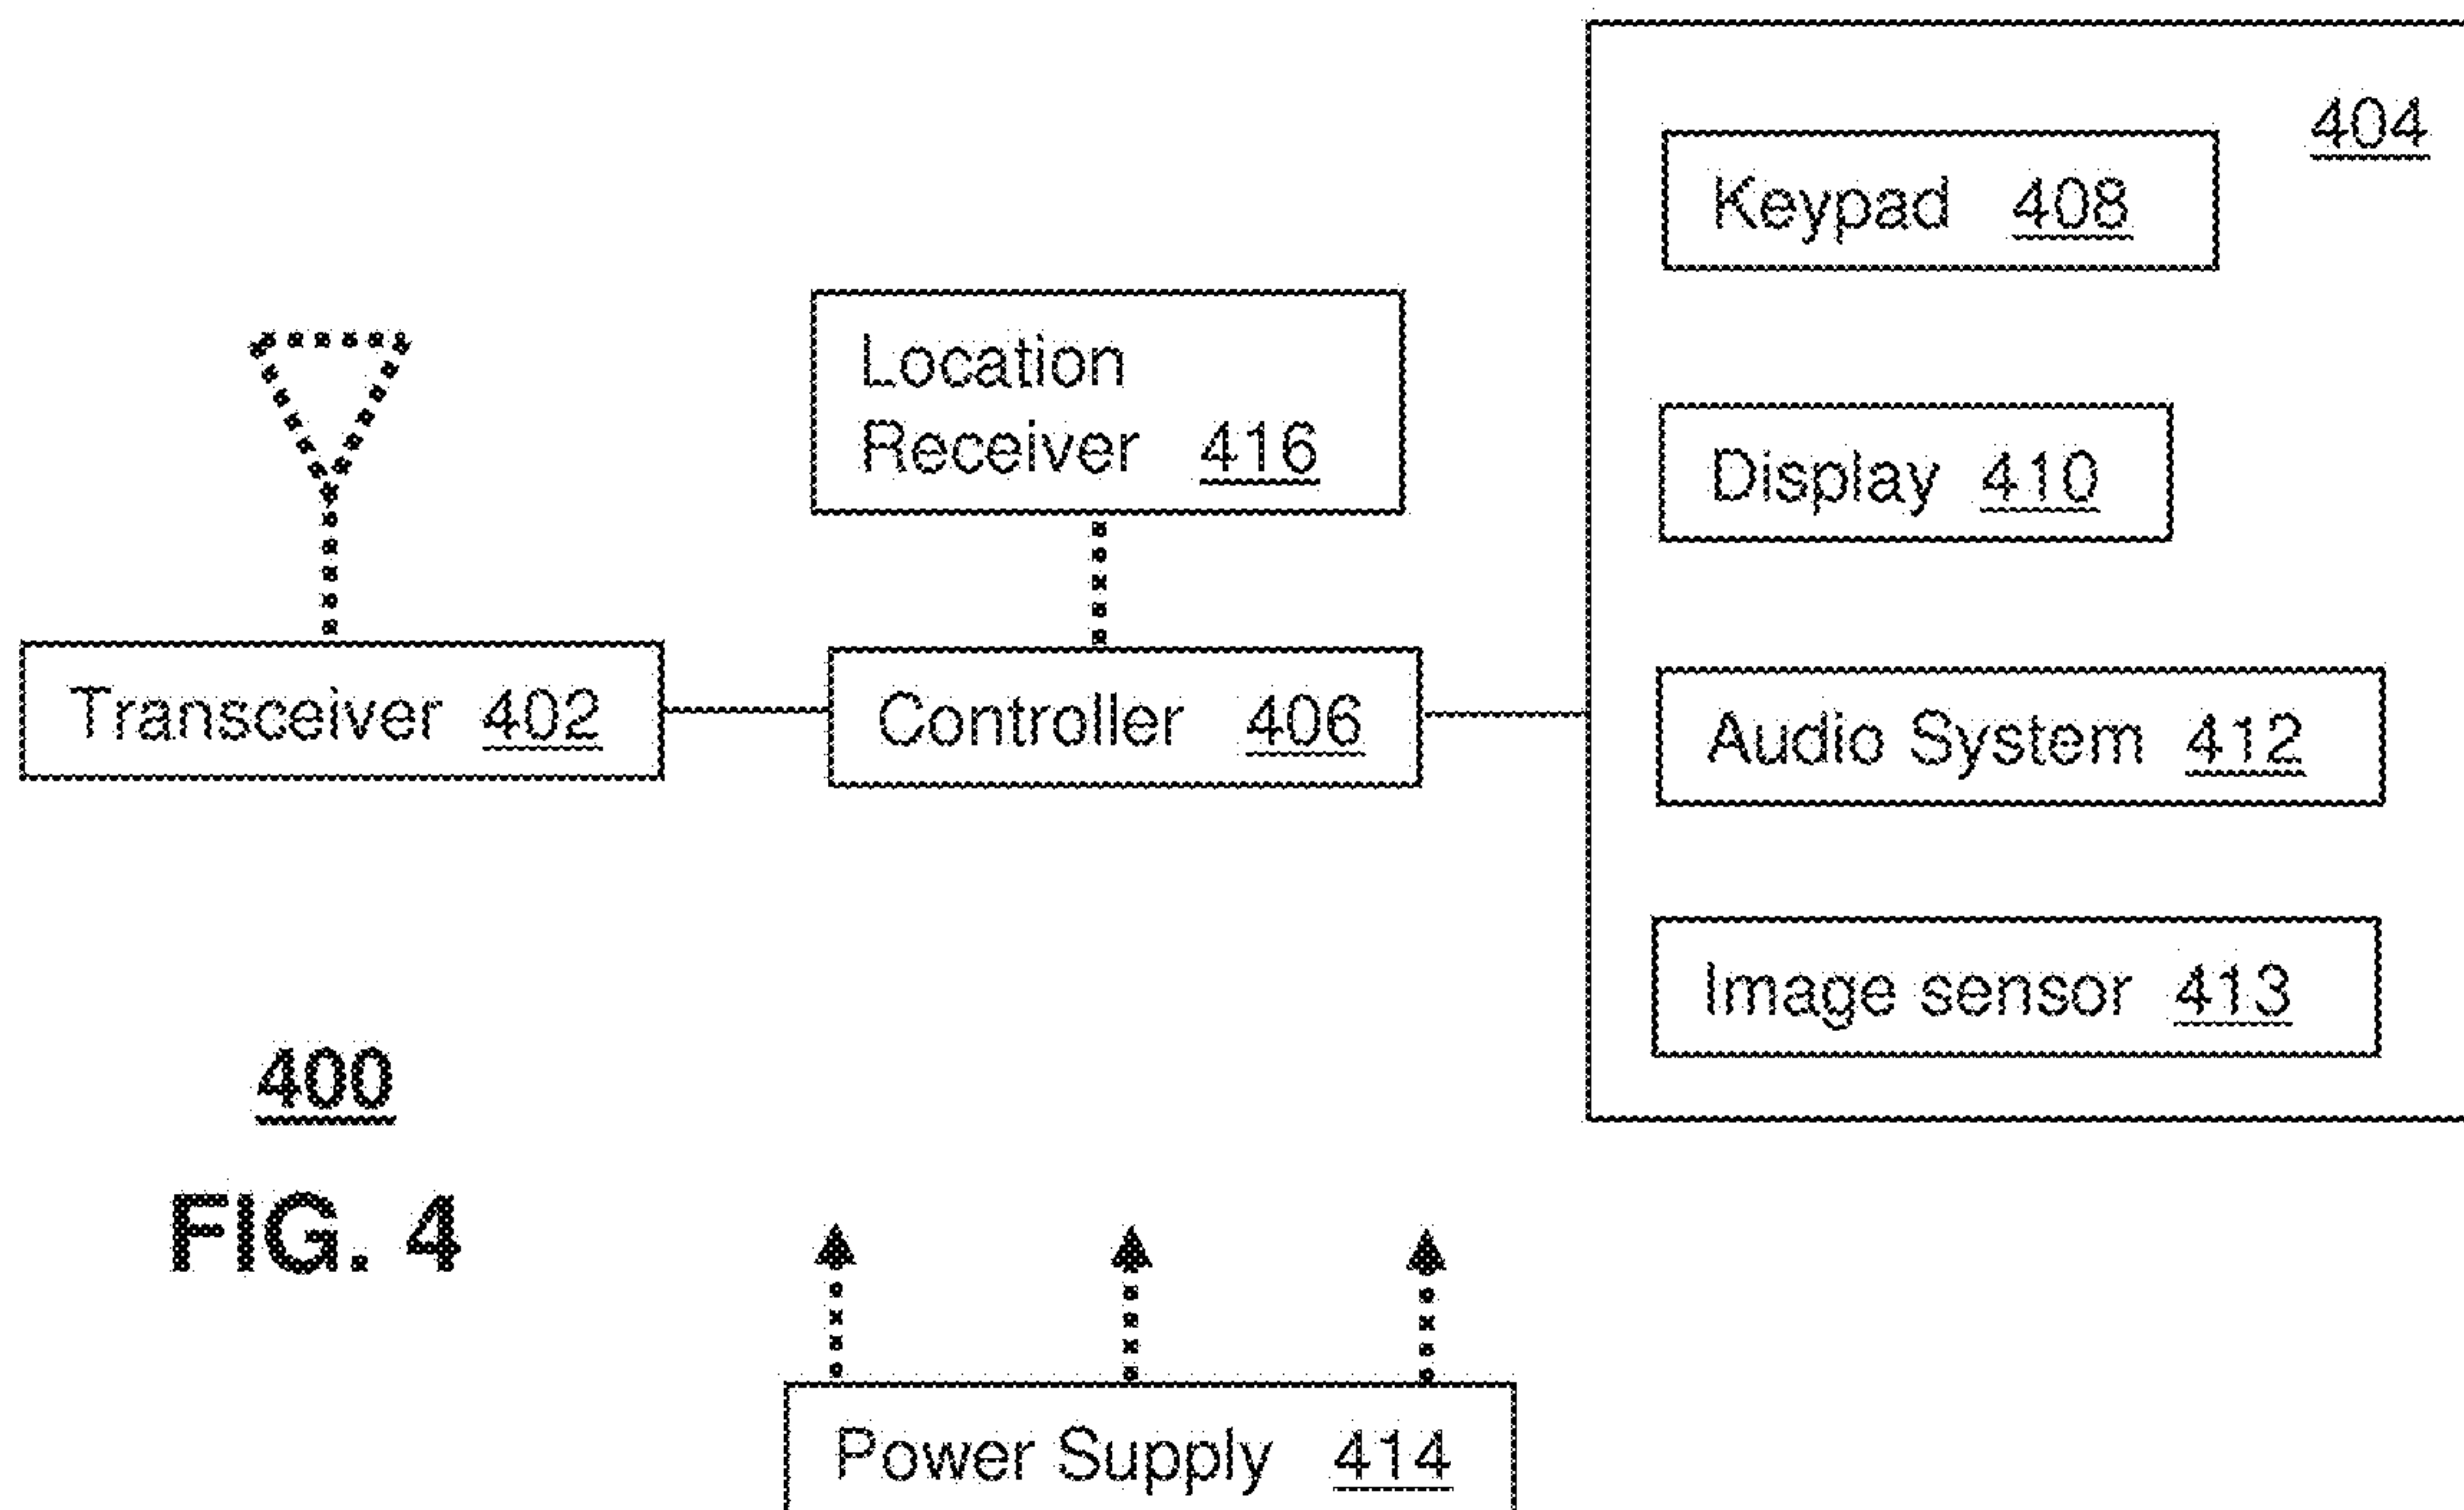 404
Keypad 408
Location
Receiver 416
Display 410
Transceiver 402
Controller 406
Audio System 412
Image sensor 413
400
FIG. 4
Power Supply 414